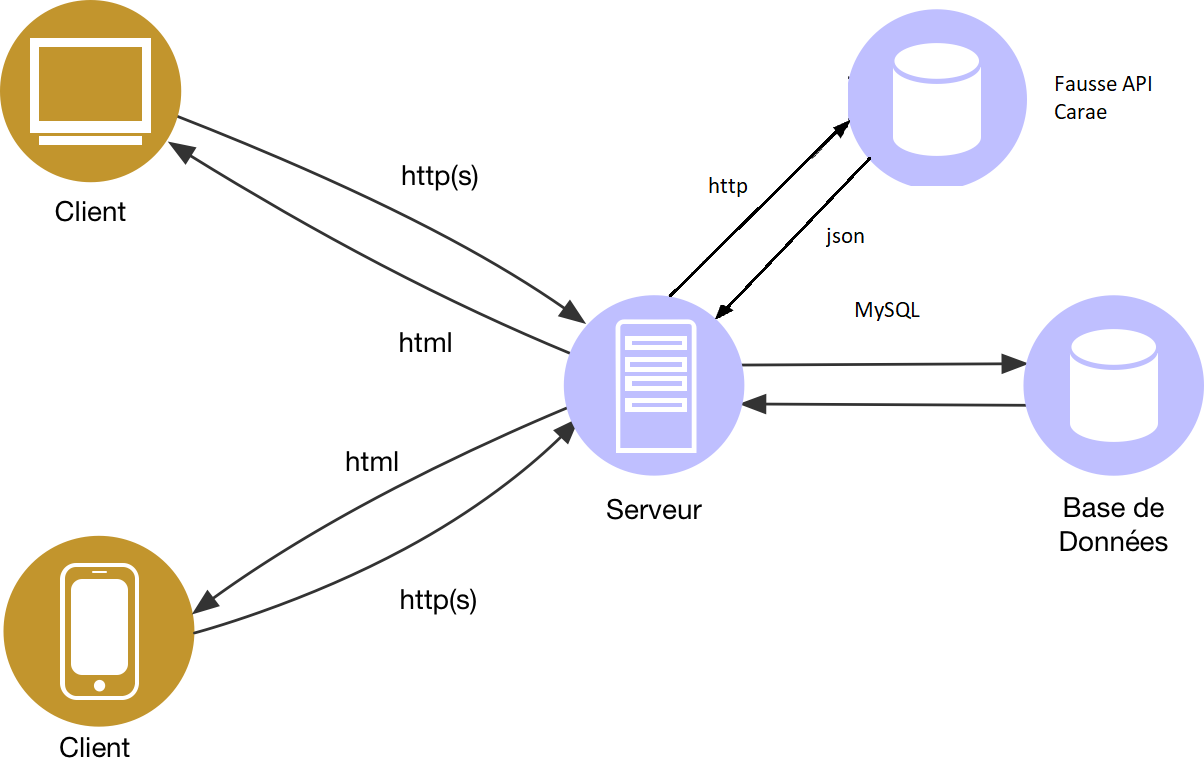 Fausse API
Carae
http(s)
http
Client
json
MySQL
html
html
Serveur
Base de
Données
http(s)
Client